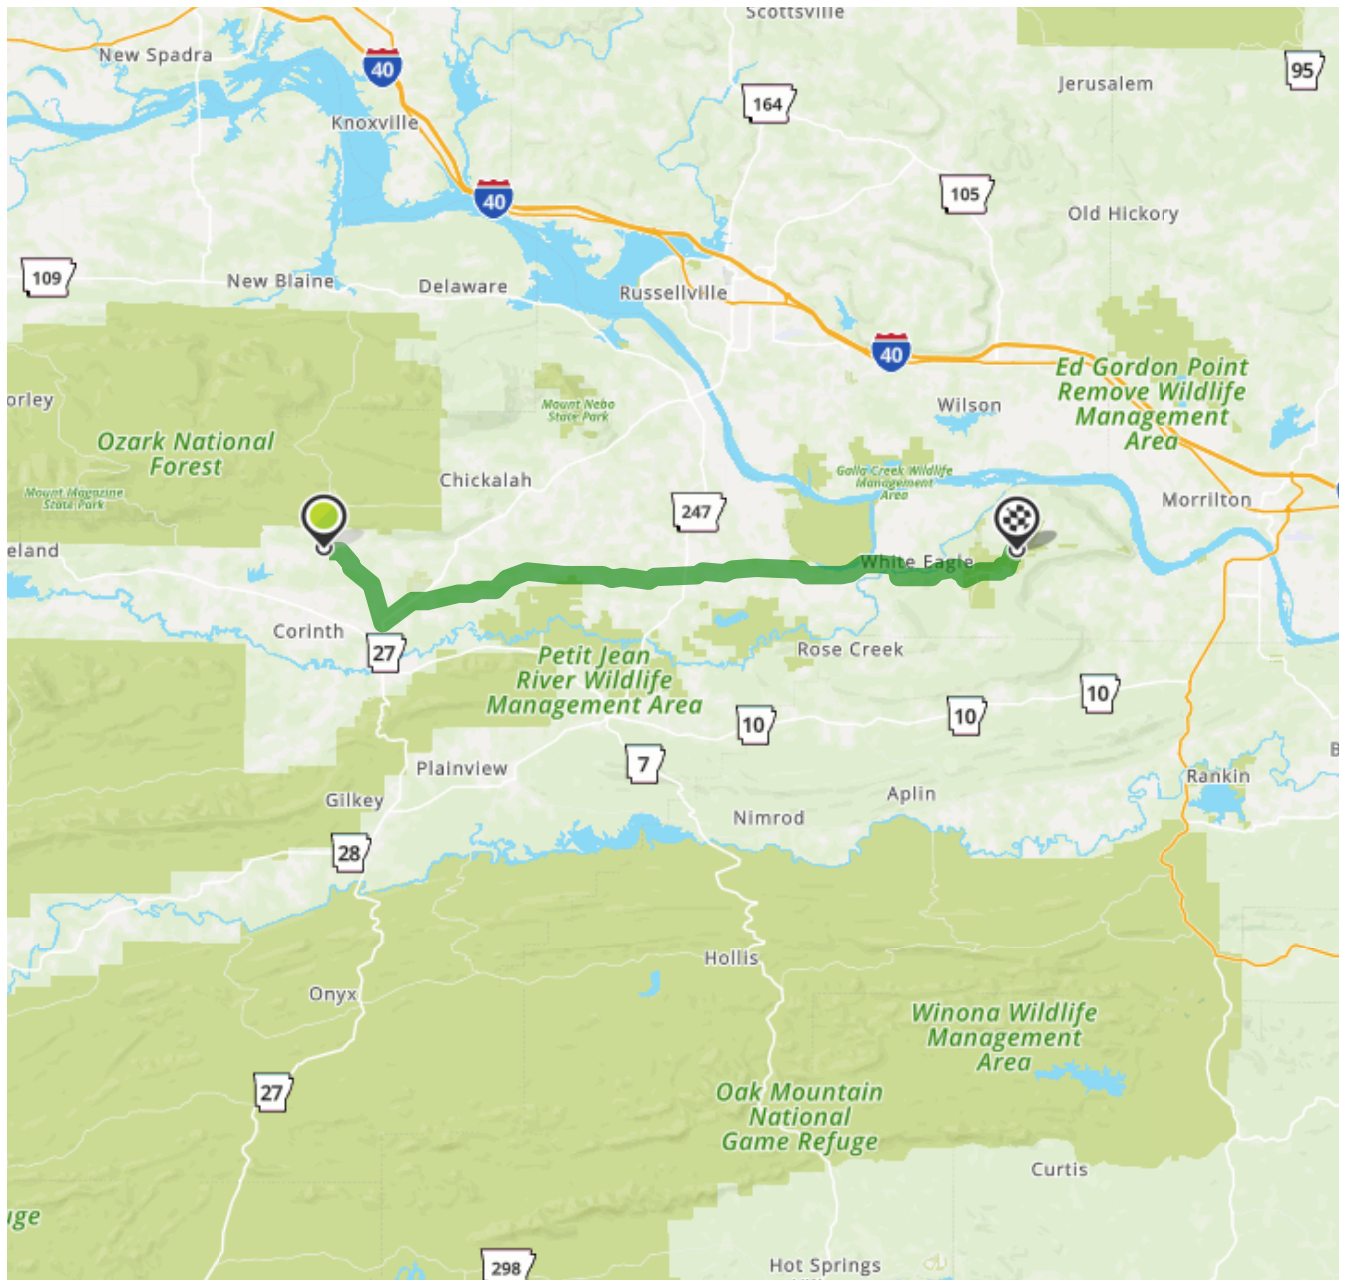 Scottsville
New Spadra
40
95
Jerusalem
164
Knoxville
40
105
Old Hickory
109
New Blaine
Delaware
Russellville
40
Ed Gordon Point
Remove Wildlife
Management
Area
orley
Mount Nebo
State Park
Wilson
Ozark National
Forest
Chickalah
Galla Creek Wildlife
Management
Area
Mount Magazine
State Park
247
Morrilton
eland
White Eagle
Corinth
27
Petit Jean
River Wildlife
Management Area
Rose Creek
10
10
10
7
B
Plainview
Rankin
Gilkey
Aplin
Nimrod
28
Hollis
Onyx
Winona Wildlife
Management
Area
27
Oak Mountain
National
Game Refuge
Curtis
uge
298
Hot Springs